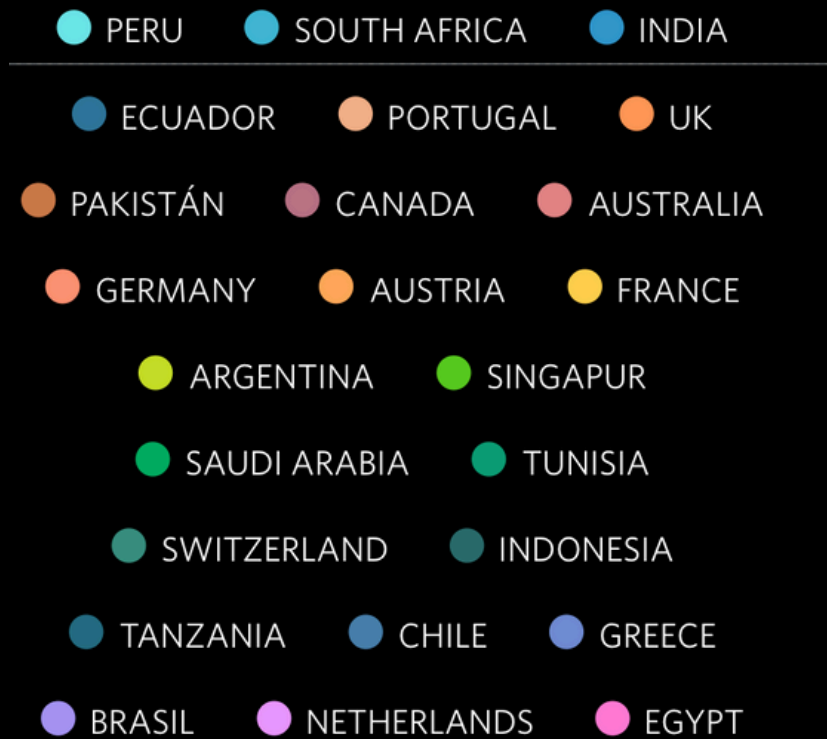 PERU SOUTH AFRICA INDIA
ECUADOR PORTUGAL UK
PAKISTÁN CANADA AUSTRALIA
GERMANY AUSTRIA FRANCE
ARGENTINA SINGAPUR
SAUDI ARABIA TUNISIA
SWITZERLAND INDONESIA
TANZANIA CHILE GREECE
BRASIL NETHERLANDS EGYPT